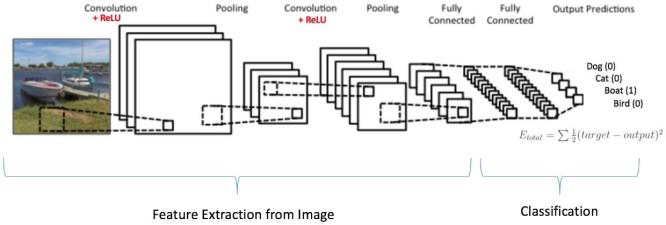 Convolution
+ ReLU
Pooling
Convolution
+ ReLU
Pooling
Fully
Connected
Fully
Connected
Output Predictions
Dog (0)
Cat (0)
Boat (1)
Bird (0)
E_total = ∑ ½(target − output)²
Feature Extraction from Image
Classification